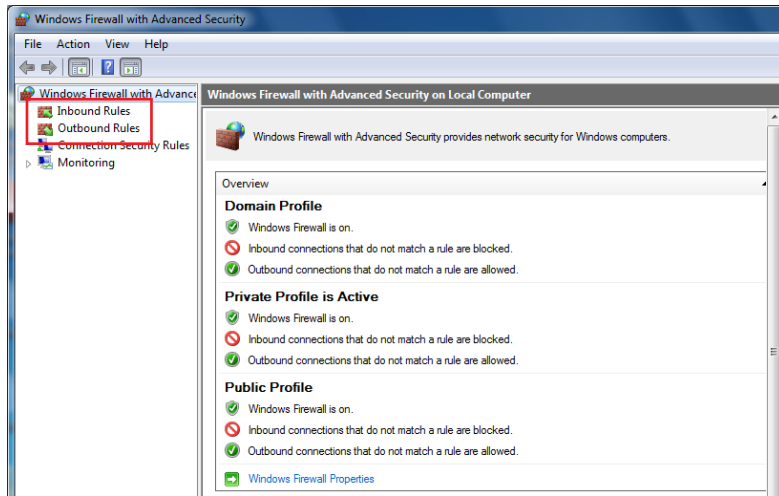 Windows Firewall with Advanced Security
File Action View Help
Windows Firewall with Advance
Inbound Rules
Outbound Rules
Connection Security Rules
Monitoring
Windows Firewall with Advanced Security on Local Computer
Windows Firewall with Advanced Security provides network security for Windows computers.
Overview
Domain Profile
Windows Firewall is on.
Inbound connections that do not match a rule are blocked.
Outbound connections that do not match a rule are allowed.
Private Profile is Active
Windows Firewall is on.
Inbound connections that do not match a rule are blocked.
Outbound connections that do not match a rule are allowed.
Public Profile
Windows Firewall is on.
Inbound connections that do not match a rule are blocked.
Outbound connections that do not match a rule are allowed.
Windows Firewall Properties